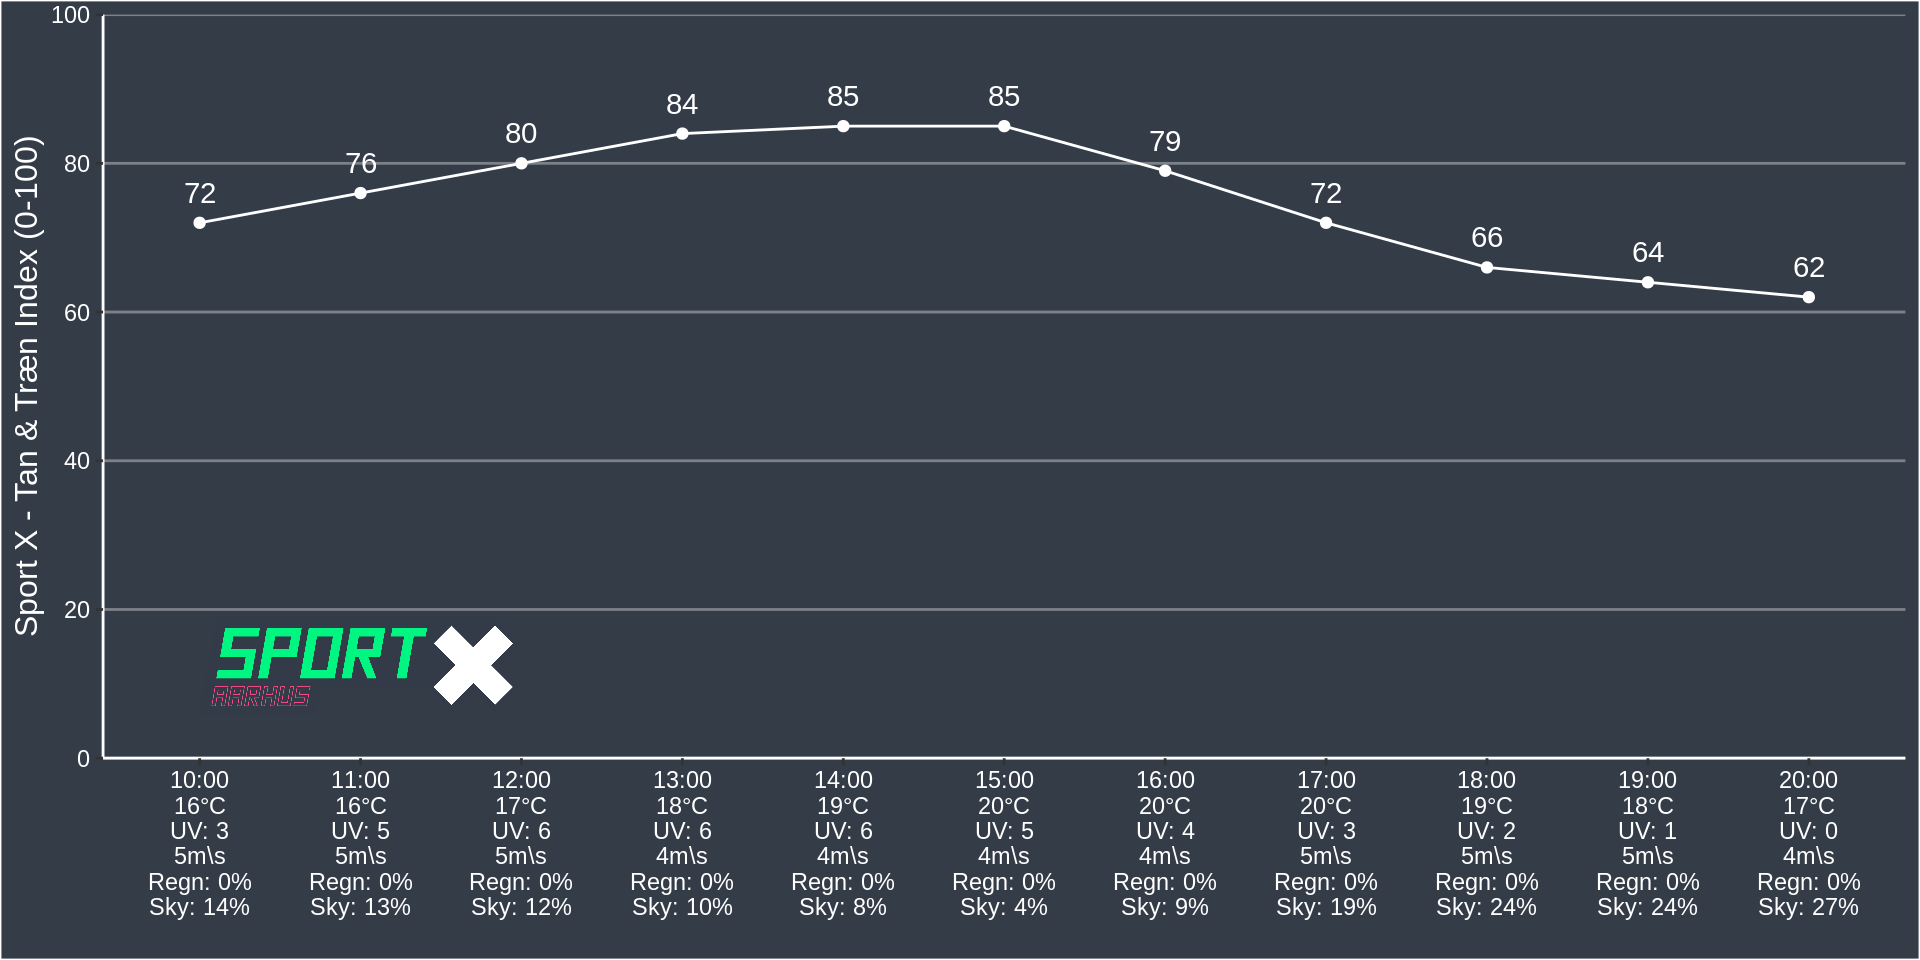 Sport X - Tan & Træn Index (0-100)
100
80
60
40
20
0
72
76
80
84
85
85
79
72
66
64
62
SPORT X
AARHUS
10:00 11:00 12:00 13:00 14:00 15:00 16:00 17:00 18:00 19:00 20:00
16°C 16°C 17°C 18°C 19°C 20°C 20°C 20°C 19°C 18°C 17°C
UV: 3 UV: 5 UV: 6 UV: 6 UV: 6 UV: 5 UV: 4 UV: 3 UV: 2 UV: 1 UV: 0
5m\s 5m\s 5m\s 4m\s 4m\s 4m\s 4m\s 5m\s 5m\s 5m\s 4m\s
Regn: 0% Regn: 0% Regn: 0% Regn: 0% Regn: 0% Regn: 0% Regn: 0% Regn: 0% Regn: 0% Regn: 0% Regn: 0%
Sky: 14% Sky: 13% Sky: 12% Sky: 10% Sky: 8% Sky: 4% Sky: 9% Sky: 19% Sky: 24% Sky: 24% Sky: 27%